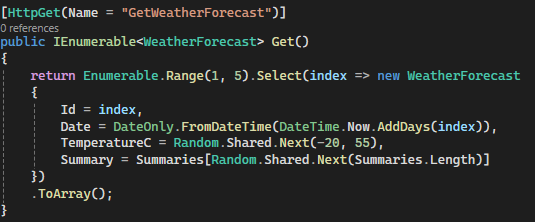 [HttpGet(Name = "GetWeatherForecast")]
0 references
public IEnumerable<WeatherForecast> Get()
{
    return Enumerable.Range(1, 5).Select(index => new WeatherForecast
    {
        Id = index,
        Date = DateOnly.FromDateTime(DateTime.Now.AddDays(index)),
        TemperatureC = Random.Shared.Next(-20, 55),
        Summary = Summaries[Random.Shared.Next(Summaries.Length)]
    })
    .ToArray();
}